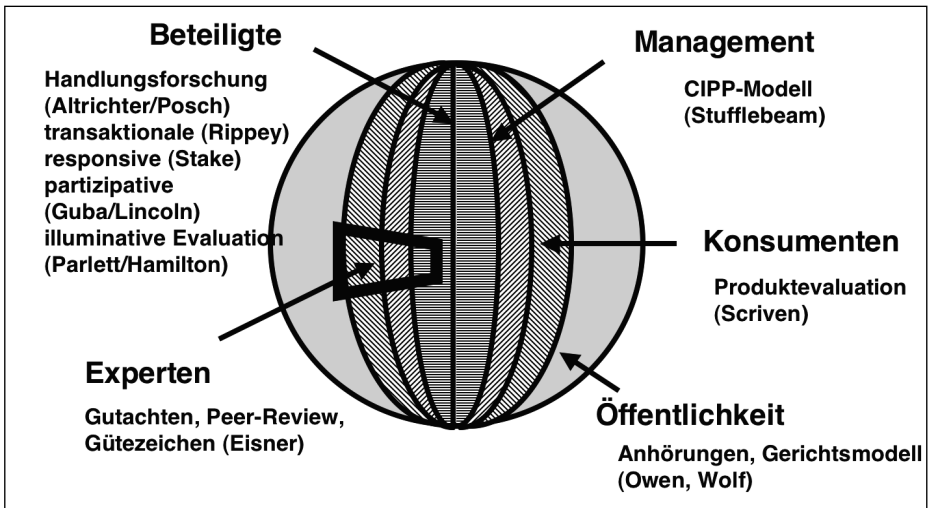 Beteiligte
Handlungsforschung
(Altrichter/Posch)
transaktionale (Rippey)
responsive (Stake)
partizipative
(Guba/Lincoln)
illuminative Evaluation
(Parlett/Hamilton)
Management
CIPP-Modell
(Stufflebeam)
Konsumenten
Produktevaluation
(Scriven)
Experten
Gutachten, Peer-Review,
Gütezeichen (Eisner)
Öffentlichkeit
Anhörungen, Gerichtsmodell
(Owen, Wolf)